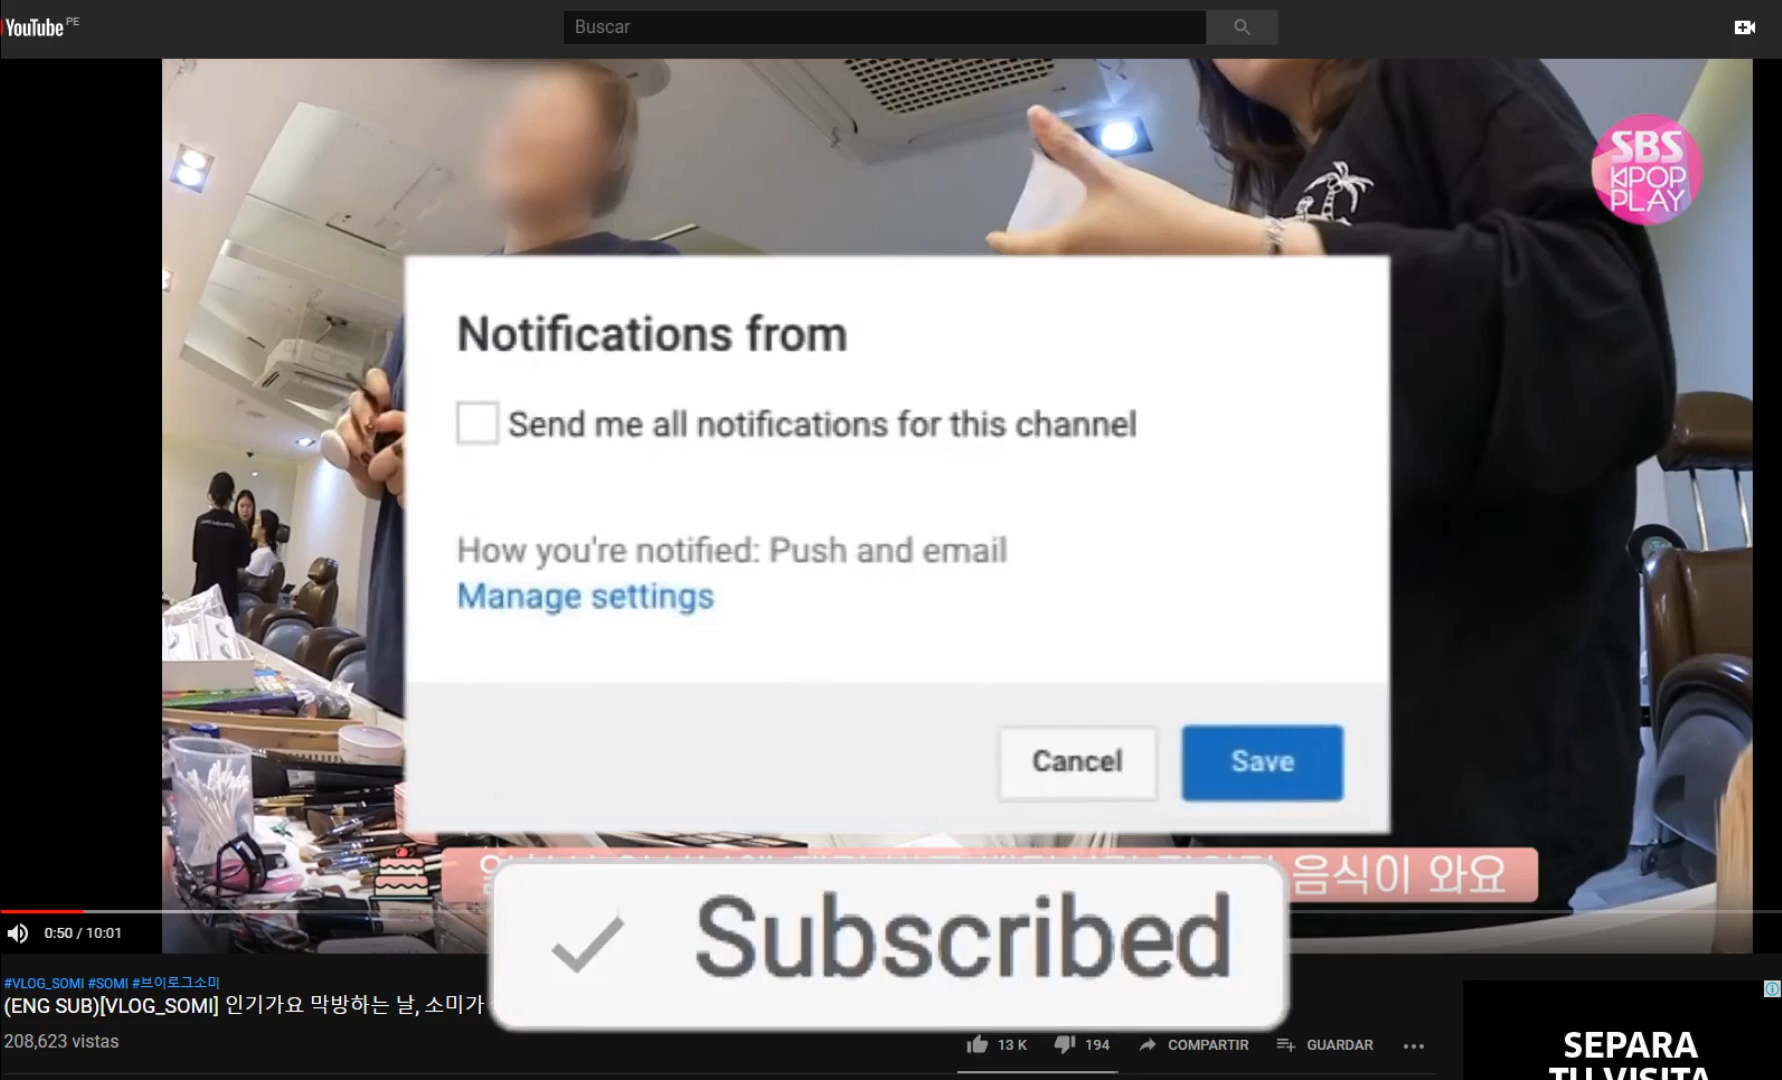 YouTube PE
Buscar
SBS
KPOP
PLAY
Notifications from
Send me all notifications for this channel
How you're notified: Push and email
Manage settings
Cancel
Save
음식이 와요
Subscribed
0:50 / 10:01
#VLOG_SOMI #SOMI #브이로그소미
(ENG SUB)[VLOG_SOMI] 인기가요 막방하는 날, 소미가
208,623 vistas
13 K
194
COMPARTIR
GUARDAR
SEPARA
TU VISITA